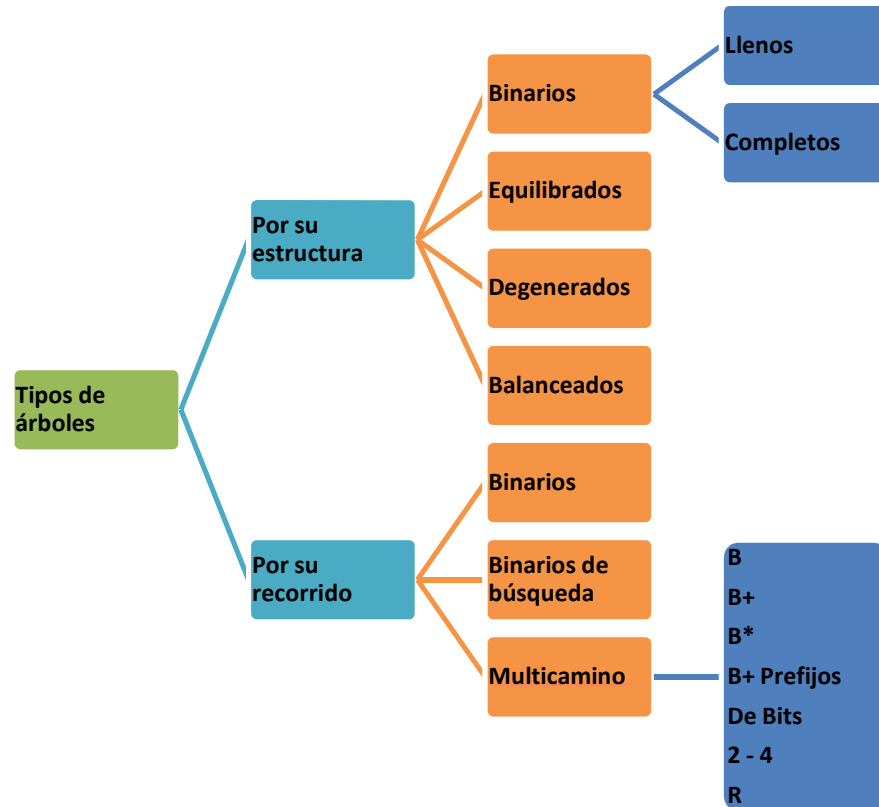 Tipos de
árboles
Por su
estructura
Binarios
Llenos
Completos
Equilibrados
Degenerados
Balanceados
Por su
recorrido
Binarios
Binarios de
búsqueda
Multicamino
B
B+
B*
B+ Prefijos
De Bits
2 - 4
R